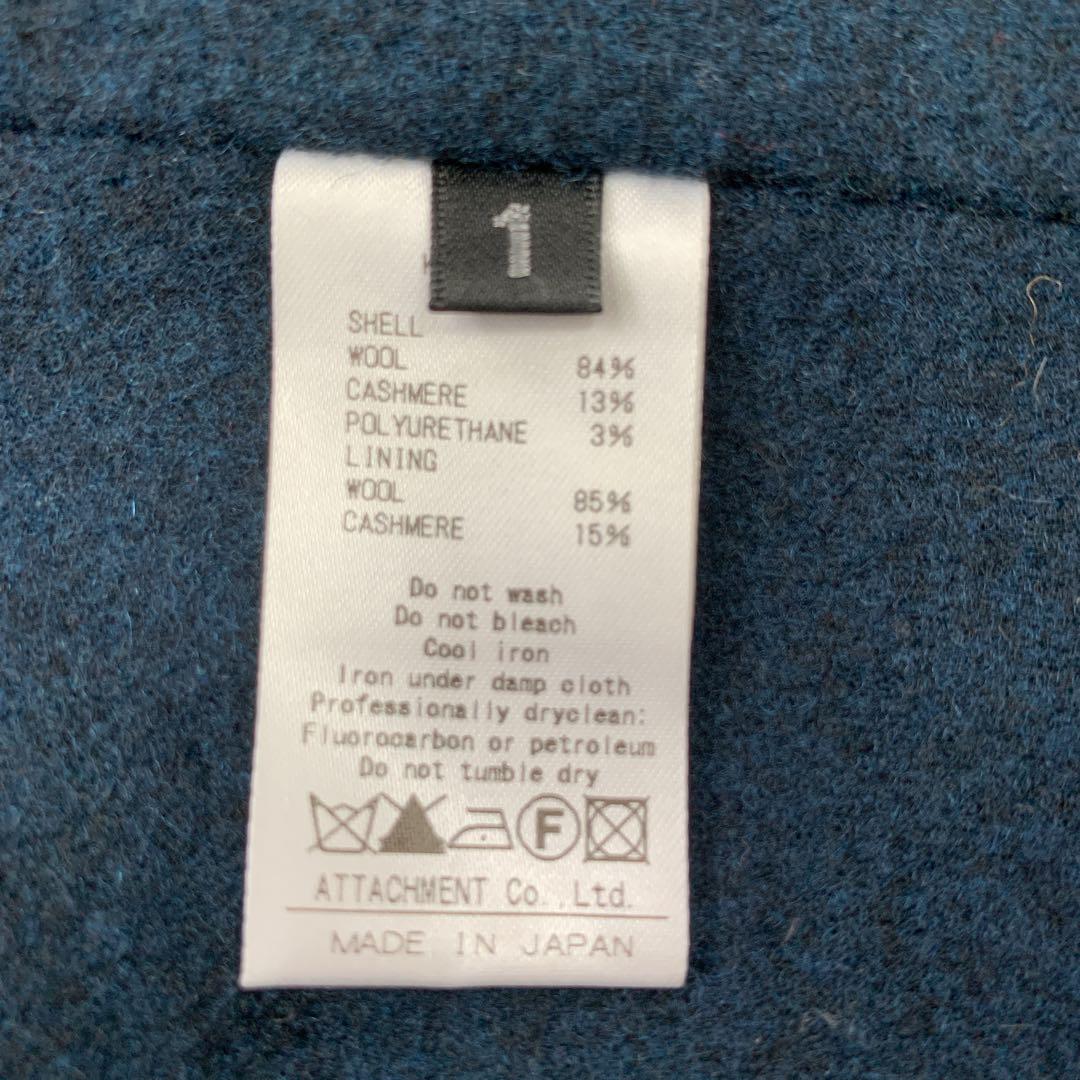 1
SHELL
WOOL 84%
CASHMERE 13%
POLYURETHANE 3%
LINING
WOOL 85%
CASHMERE 15%
Do not wash
Do not bleach
Cool iron
Iron under damp cloth
Professionally dryclean:
Fluorocarbon or petroleum
Do not tumble dry
F
ATTACHMENT Co.,Ltd.
MADE IN JAPAN